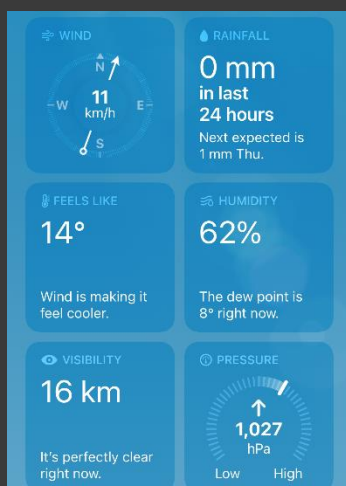 WIND
N
W
11
km/h
E
S
RAINFALL
0 mm
in last
24 hours
Next expected is
1 mm Thu.
FEELS LIKE
14°
Wind is making it
feel cooler.
HUMIDITY
62%
The dew point is
8° right now.
VISIBILITY
16 km
It's perfectly clear
right now.
PRESSURE
1,027
hPa
Low
High